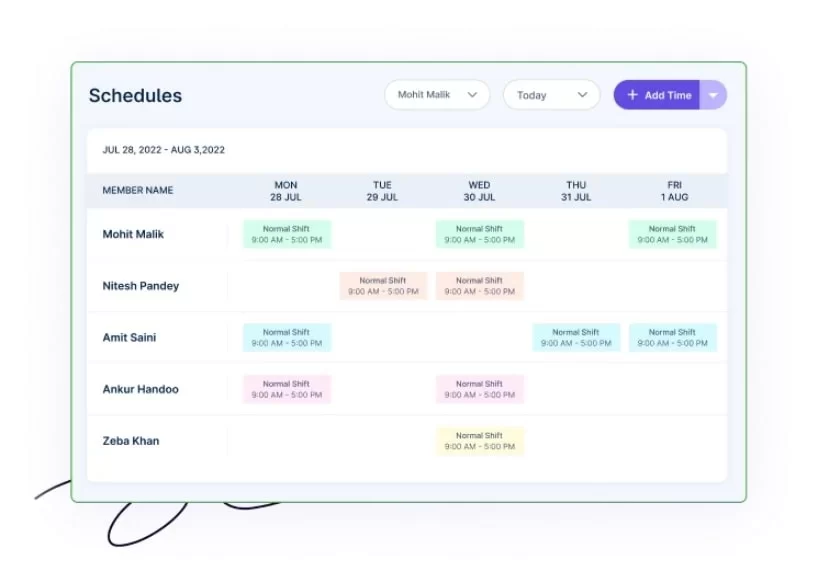 Schedules
Mohit Malik
Today
+ Add Time
JUL 28, 2022 - AUG 3,2022
MEMBER NAME
MON
28 JUL
TUE
29 JUL
WED
30 JUL
THU
31 JUL
FRI
1 AUG
Mohit Malik
Normal Shift
9:00 AM - 5:00 PM
Normal Shift
9:00 AM - 5:00 PM
Normal Shift
9:00 AM - 5:00 PM
Nitesh Pandey
Normal Shift
9:00 AM - 5:00 PM
Normal Shift
9:00 AM - 5:00 PM
Amit Saini
Normal Shift
9:00 AM - 5:00 PM
Normal Shift
9:00 AM - 5:00 PM
Normal Shift
9:00 AM - 5:00 PM
Ankur Handoo
Normal Shift
9:00 AM - 5:00 PM
Normal Shift
9:00 AM - 5:00 PM
Zeba Khan
Normal Shift
9:00 AM - 5:00 PM